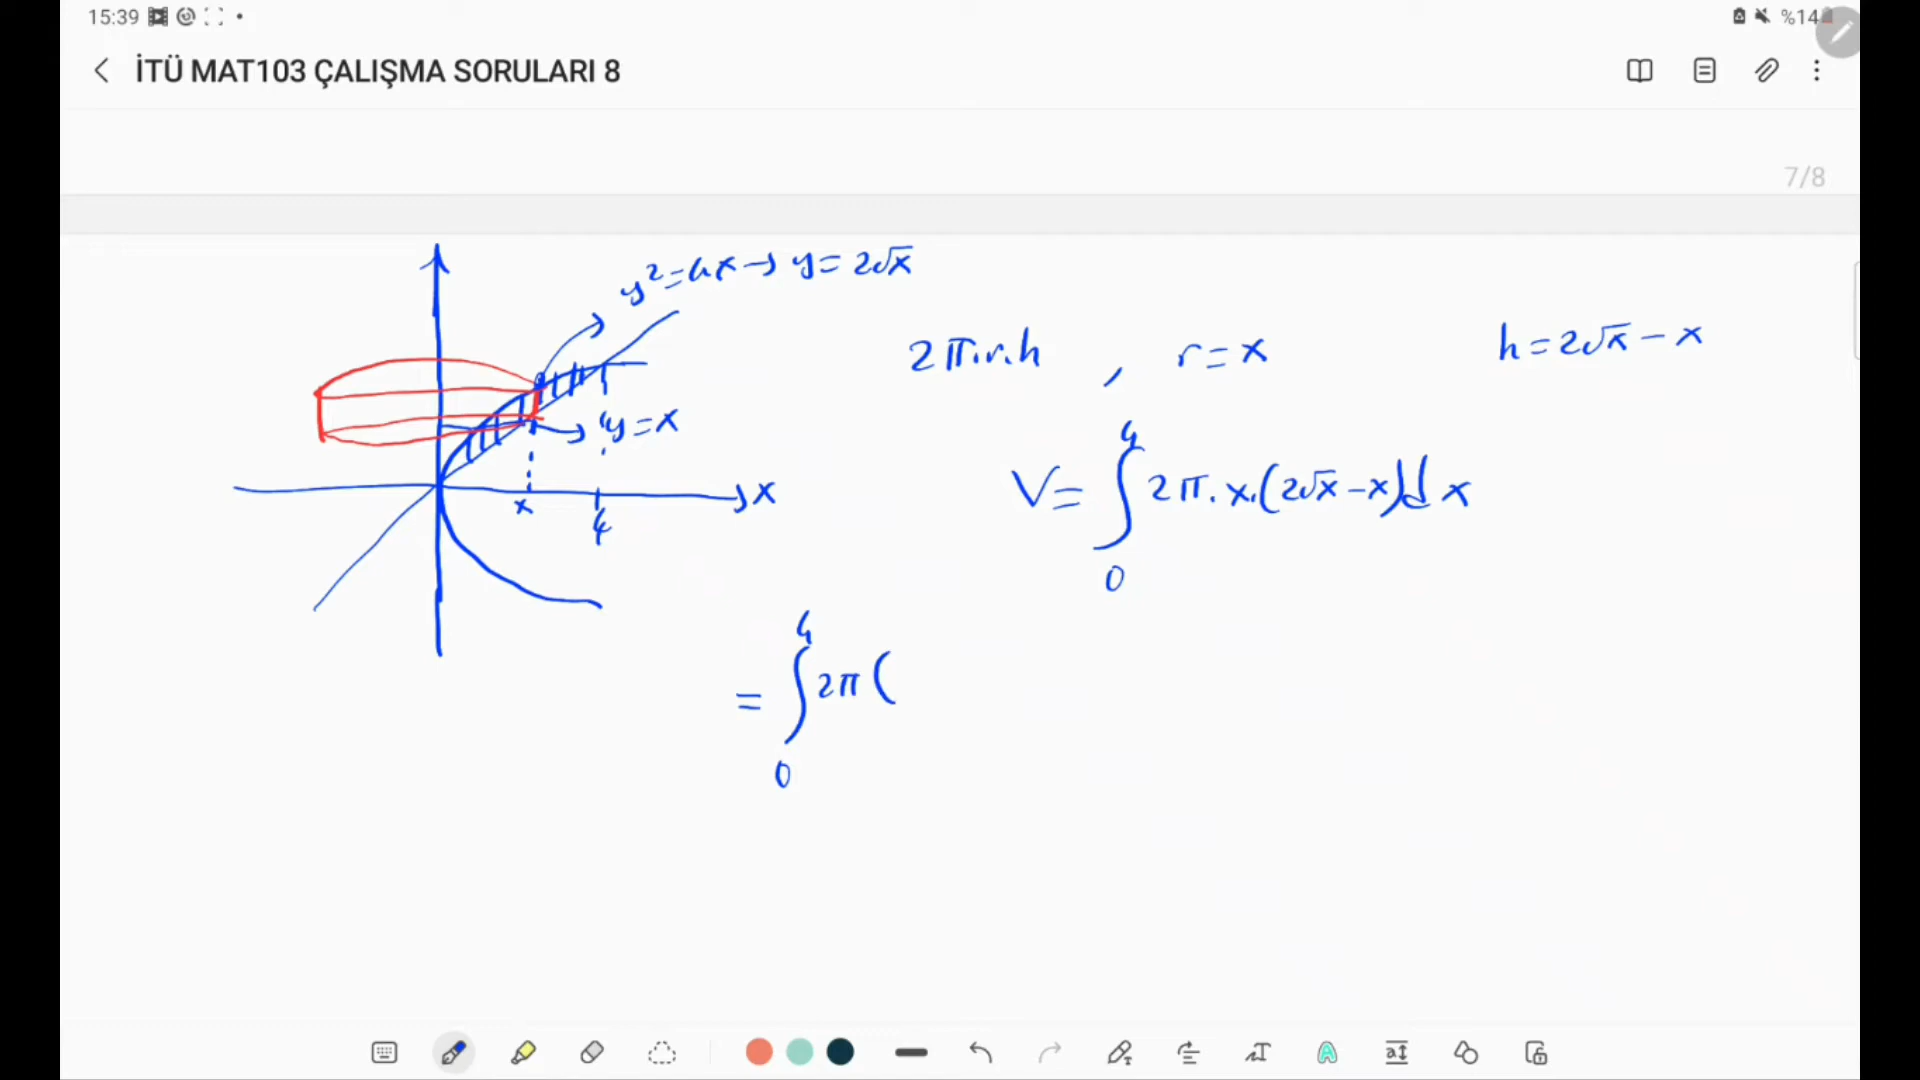 15:39 %14
İTÜ MAT103 ÇALIŞMA SORULARI 8
7/8
y² = 4x → y = 2√x
2π.r.h , r = x h = 2√x - x
y = x
x
x
4
V = ∫₀⁴ 2π.x.(2√x - x)dx
= ∫₀⁴ 2π (